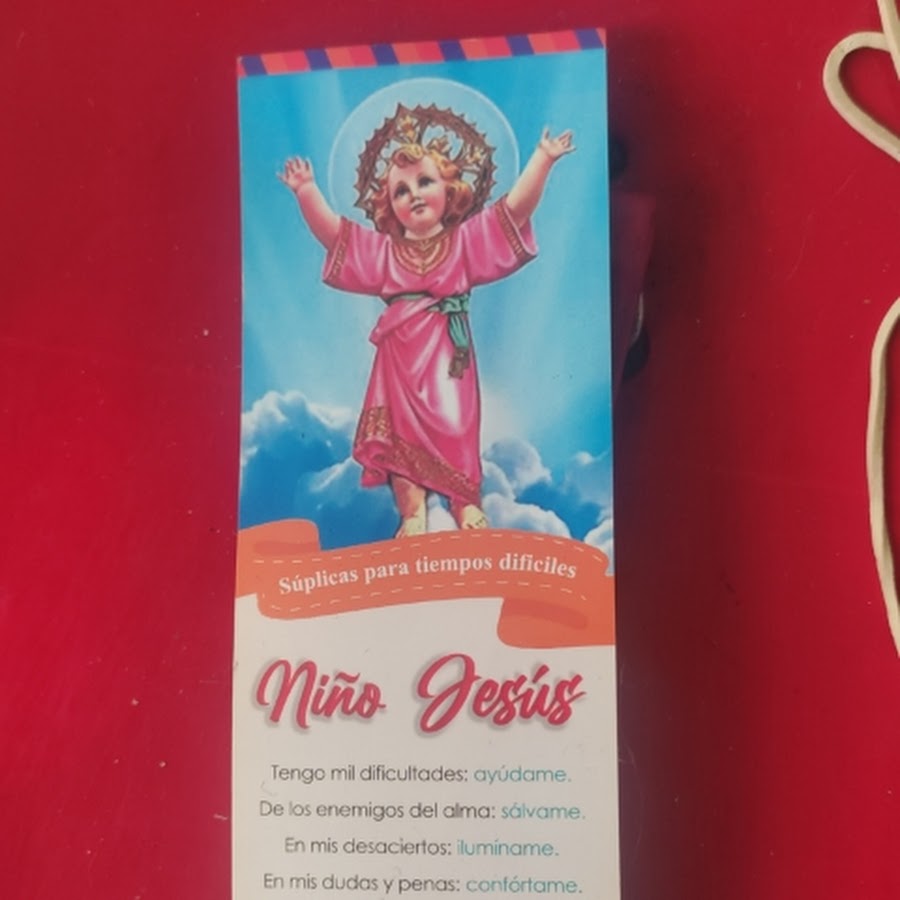 Súplicas para tiempos dificiles
Niño Jesús
Tengo mil dificultades: ayúdame.
De los enemigos del alma: sálvame.
En mis desaciertos: ilumíname.
En mis dudas y penas: confórtame.